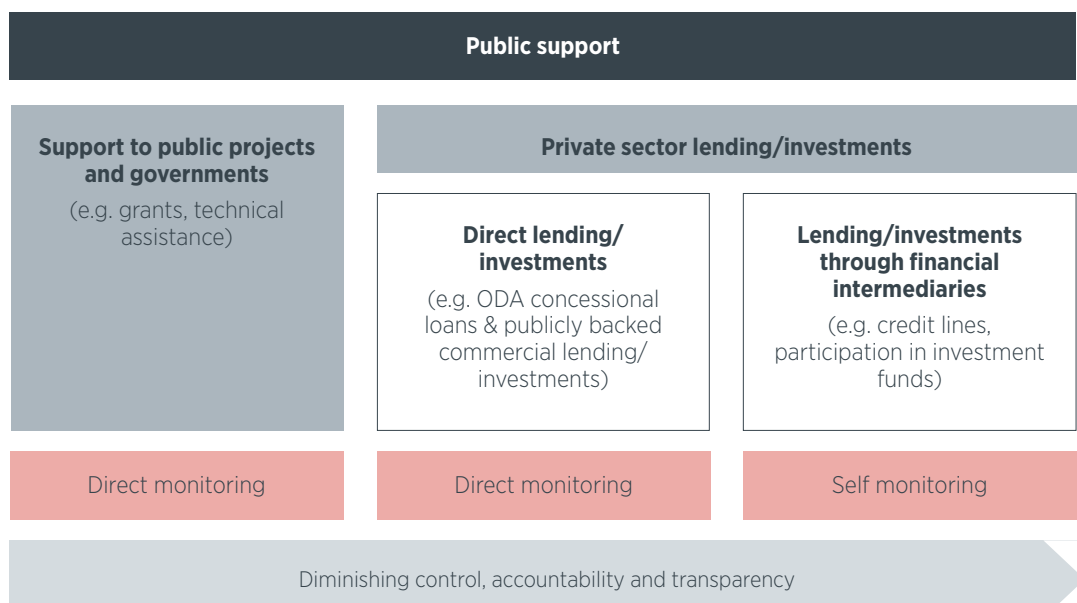 Public support
Support to public projects
and governments
(e.g. grants, technical
assistance)
Private sector lending/investments
Direct lending/
investments
(e.g. ODA concessional
loans & publicly backed
commercial lending/
investments)
Lending/investments
through financial
intermediaries
(e.g. credit lines,
participation in investment
funds)
Direct monitoring
Direct monitoring
Self monitoring
Diminishing control, accountability and transparency